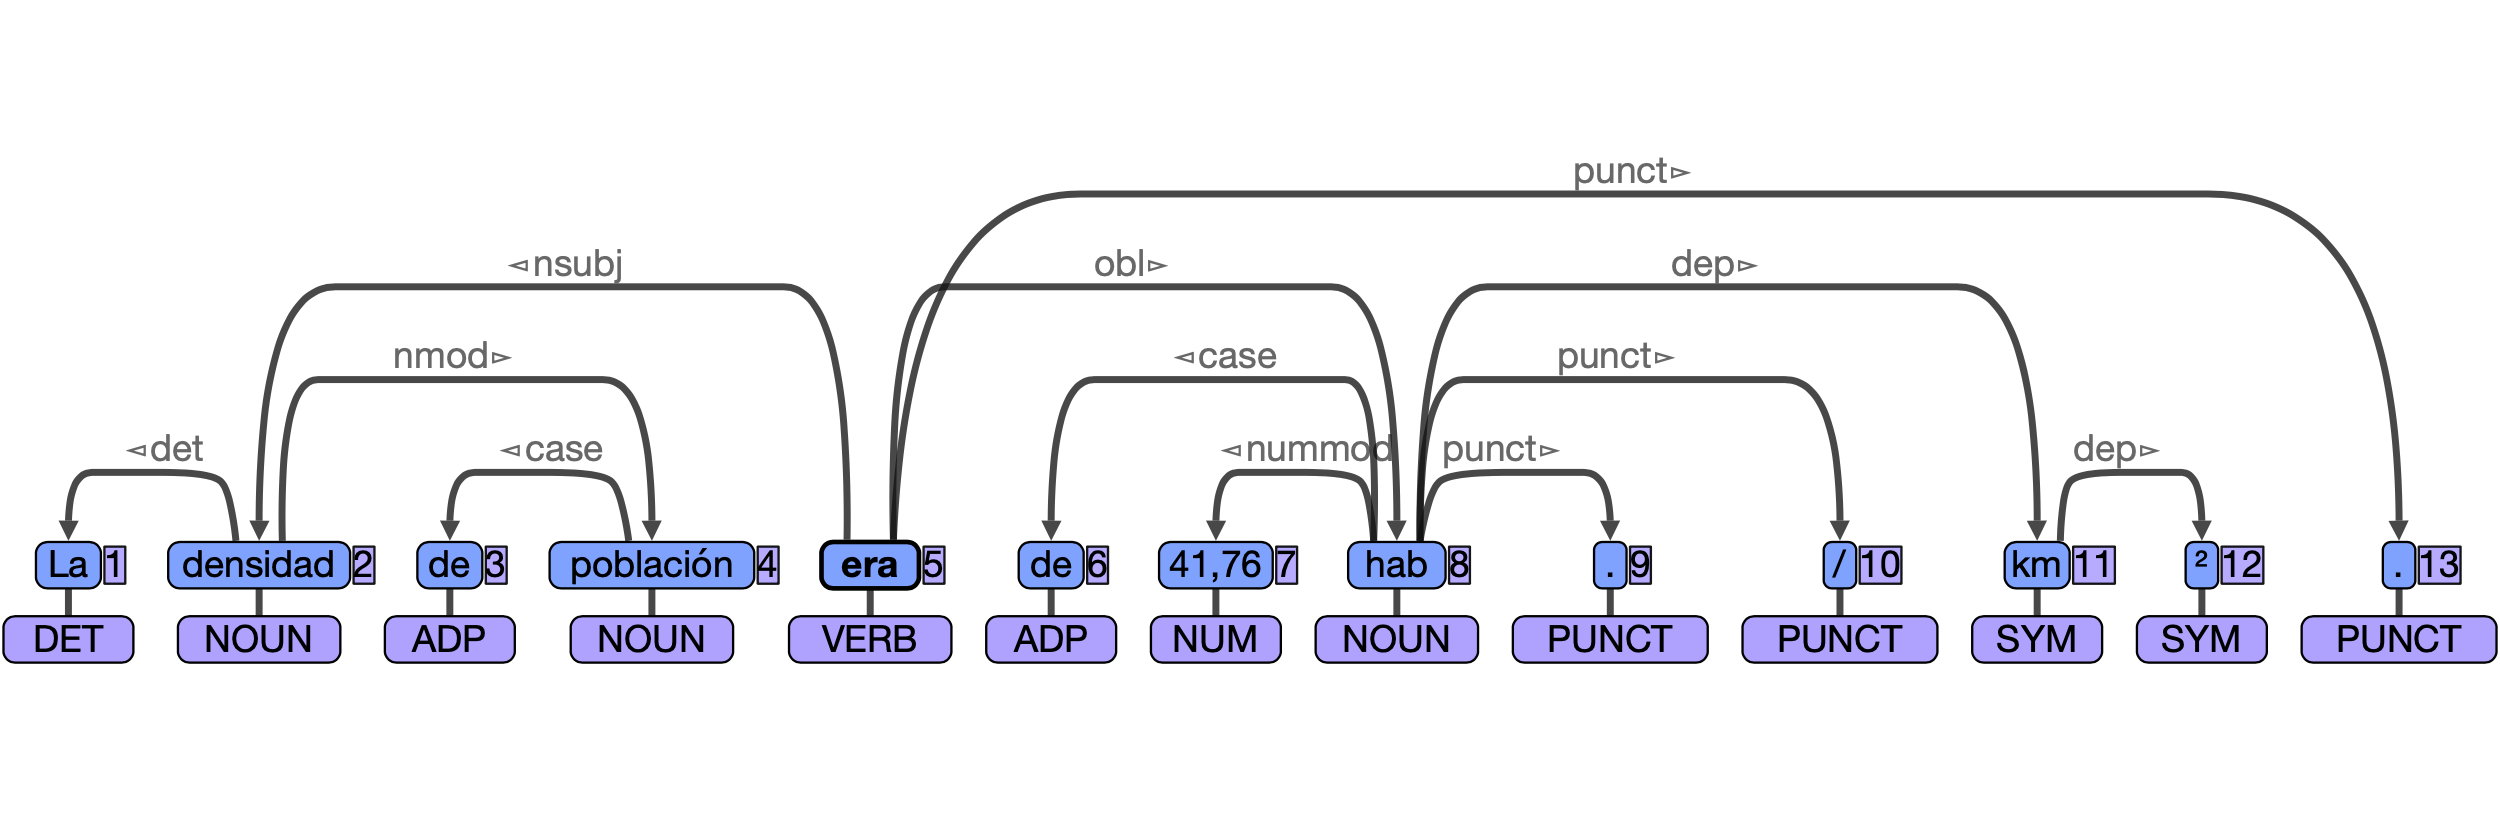 punct
nsubj obl dep
nmod case punct
det case nummod punct dep
La 1 densidad 2 de 3 población 4 era 5 de 6 41,76 7 hab 8 . 9 / 10 km 11 ² 12 . 13
DET NOUN ADP NOUN VERB ADP NUM NOUN PUNCT PUNCT SYM SYM PUNCT